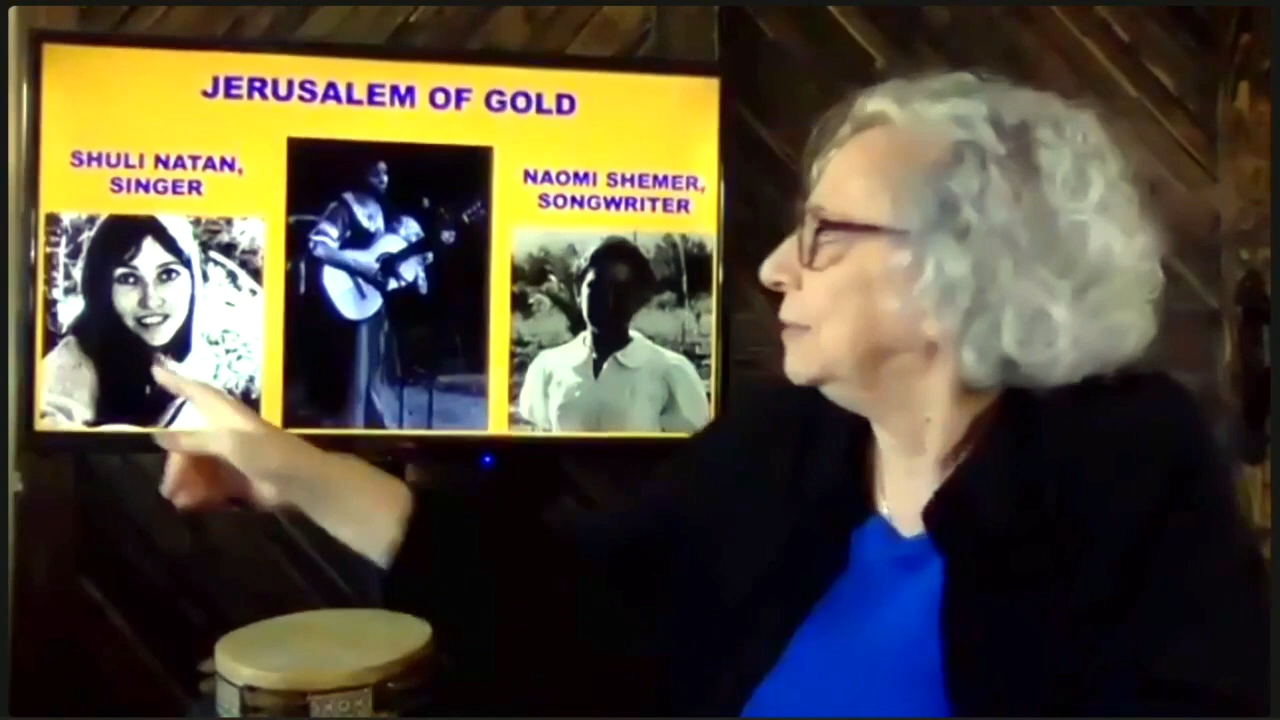 JERUSALEM OF GOLD
SHULI NATAN,
SINGER
NAOMI SHEMER,
SONGWRITER